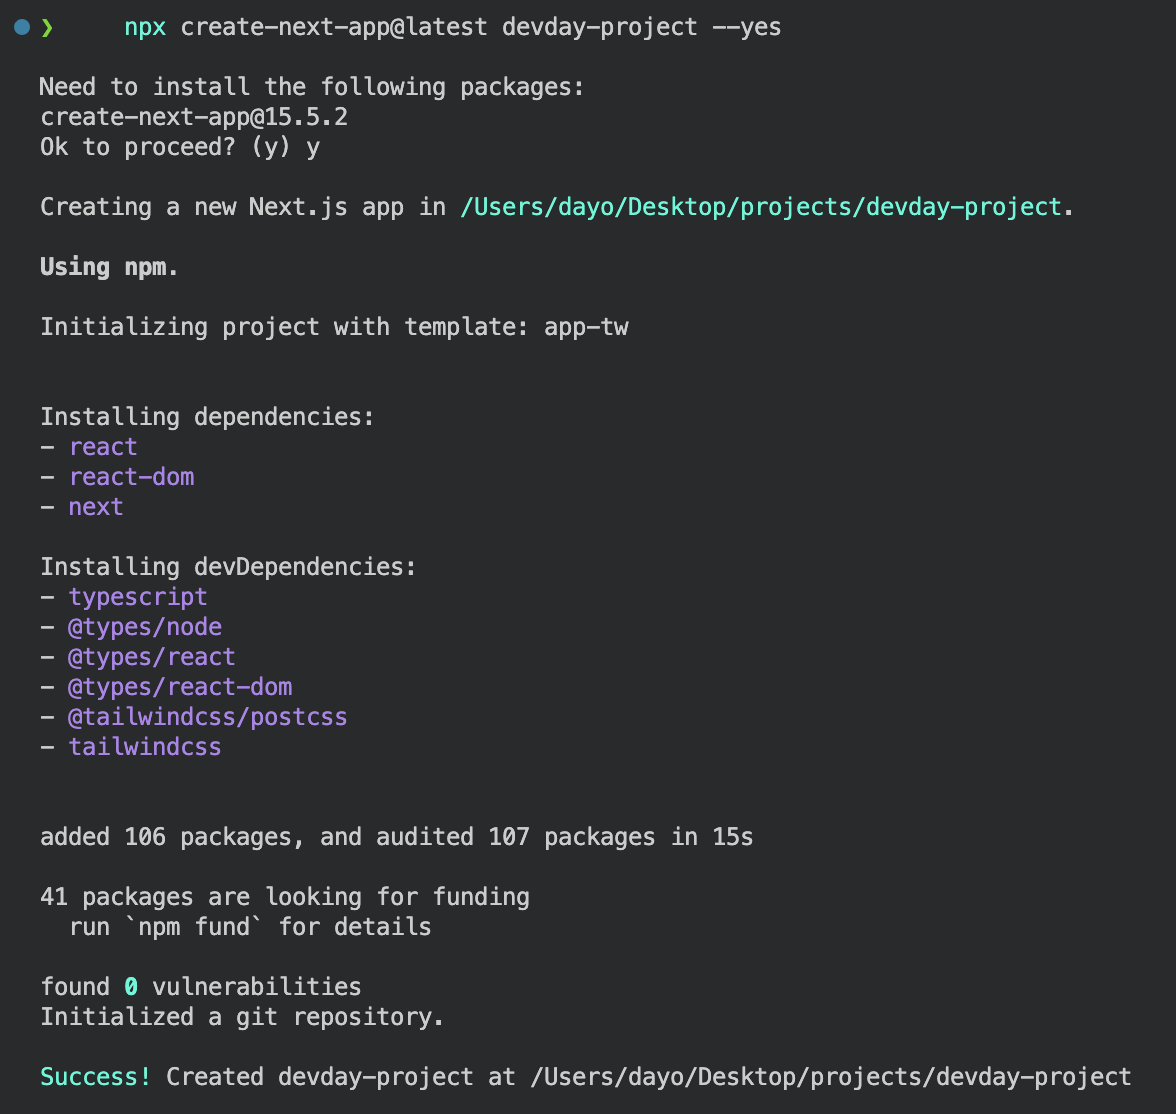 ❯ npx create-next-app@latest devday-project --yes
Need to install the following packages:
create-next-app@15.5.2
Ok to proceed? (y) y
Creating a new Next.js app in /Users/dayo/Desktop/projects/devday-project.
Using npm.
Initializing project with template: app-tw
Installing dependencies:
- react
- react-dom
- next
Installing devDependencies:
- typescript
- @types/node
- @types/react
- @types/react-dom
- @tailwindcss/postcss
- tailwindcss
added 106 packages, and audited 107 packages in 15s
41 packages are looking for funding
run `npm fund` for details
found 0 vulnerabilities
Initialized a git repository.
Success! Created devday-project at /Users/dayo/Desktop/projects/devday-project